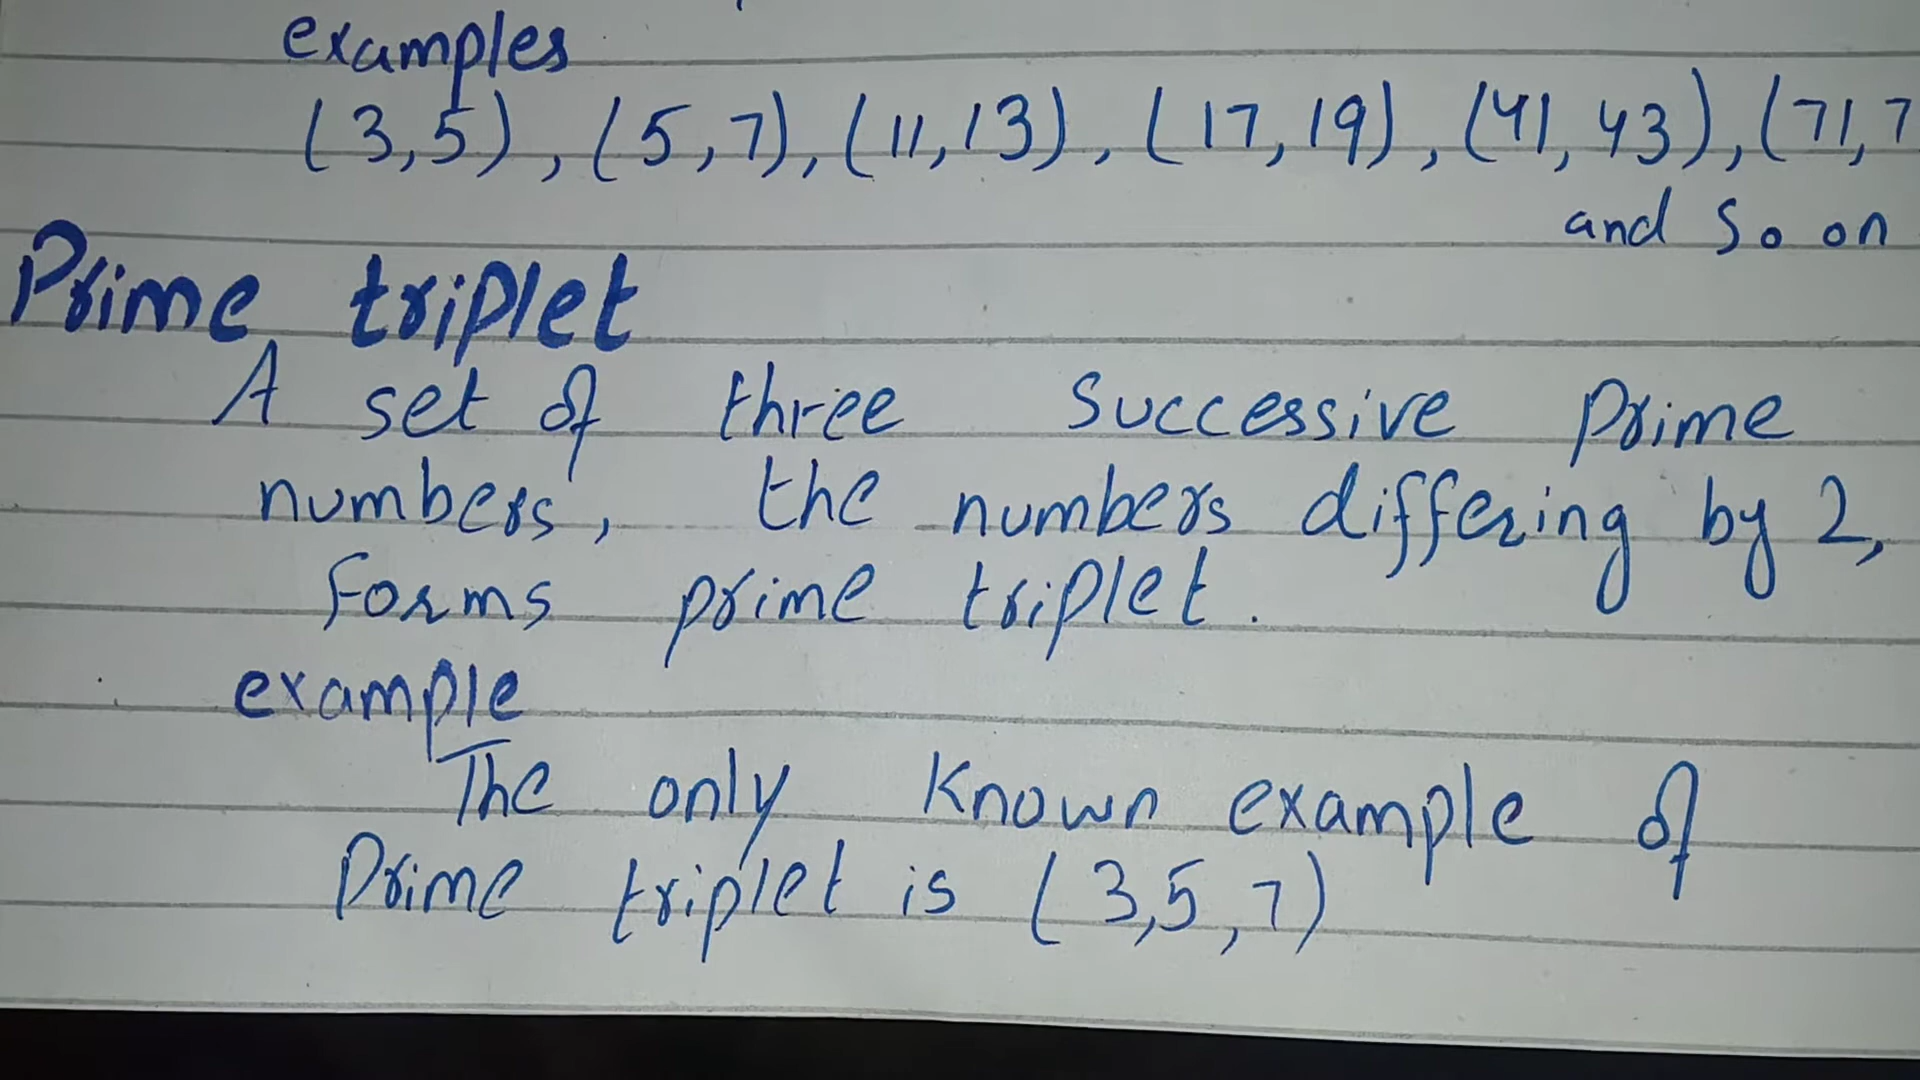 examples
(3,5), (5,7), (11,13), (17,19), (41,43), (71,7
and so on
Prime triplet
A set of three successive prime
numbers, the numbers differing by 2,
forms prime triplet.
example
The only known example of
Prime triplet is (3,5,7)